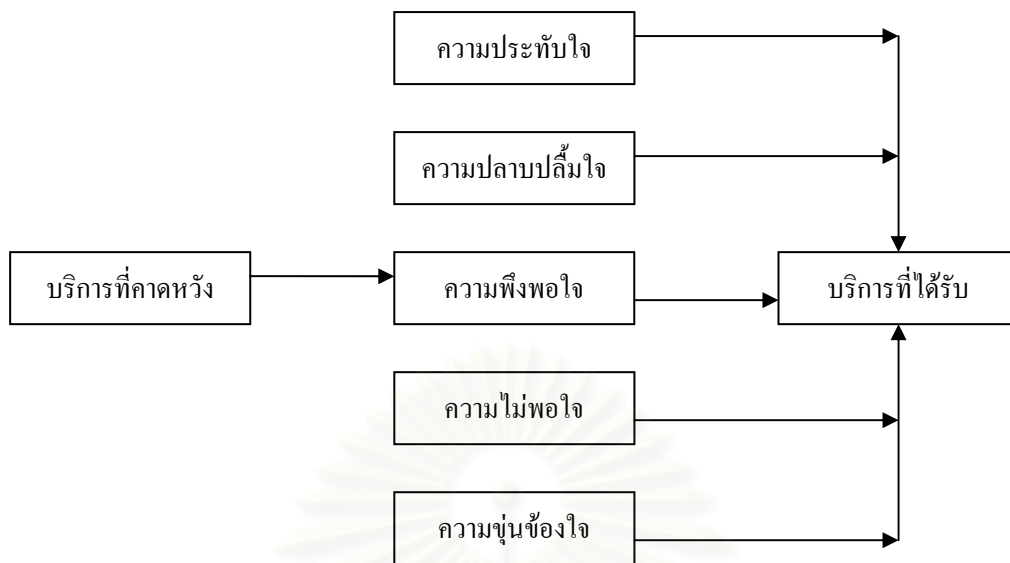 ความประทับใจ
ความปลาบปลื้มใจ
บริการที่คาดหวัง
ความพึงพอใจ
บริการที่ได้รับ
ความไม่พอใจ
ความขุ่นข้องใจ